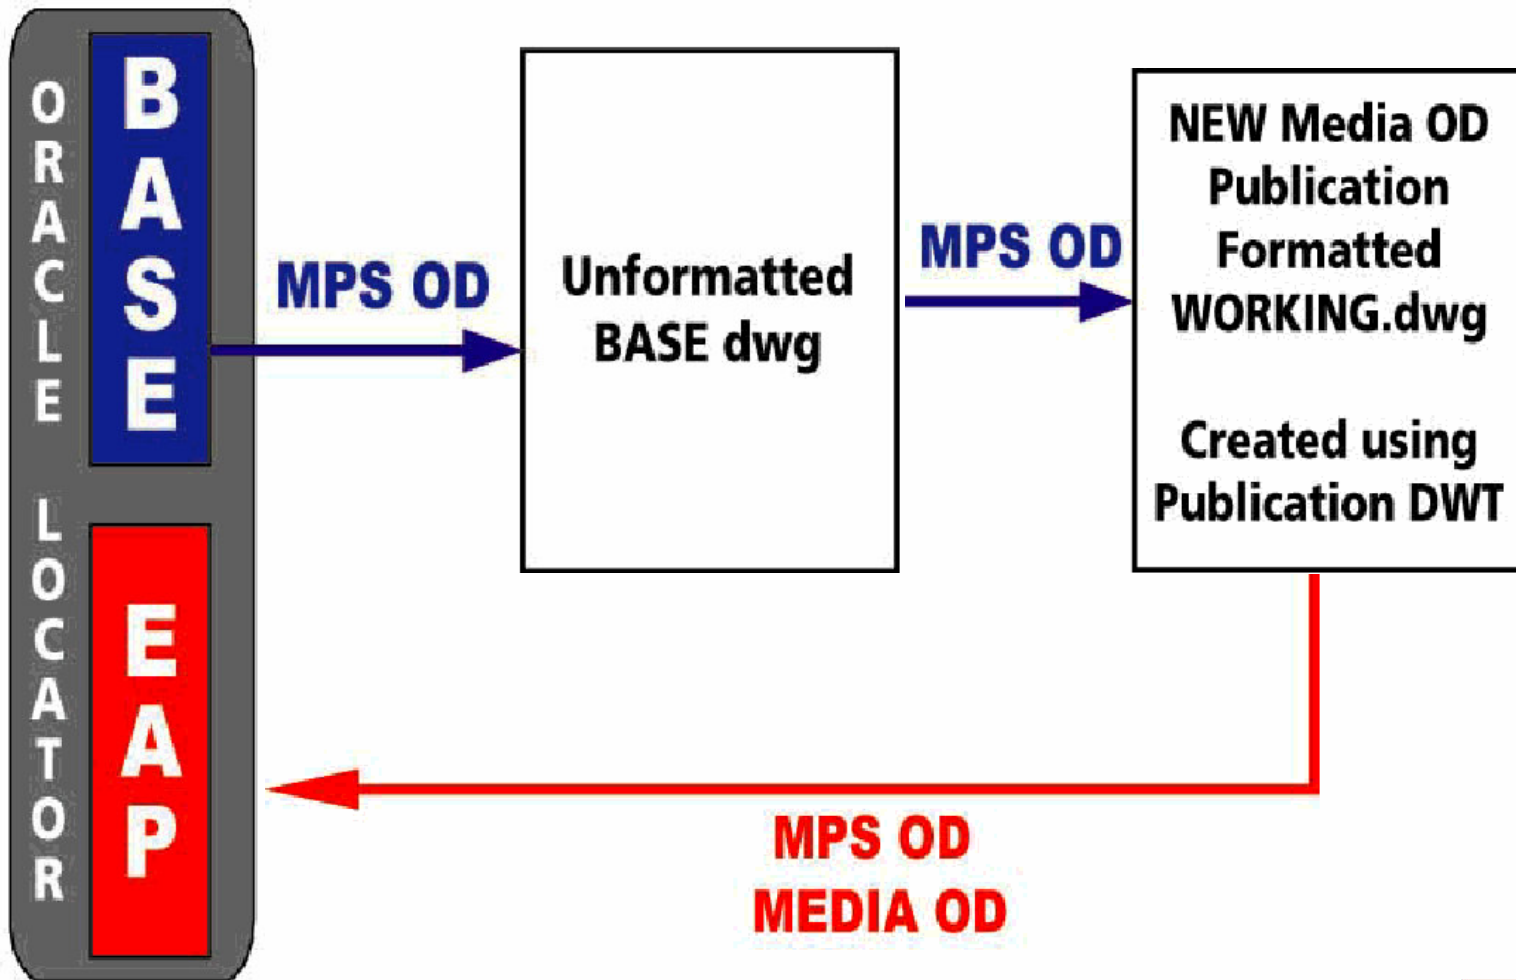 ORACLE LOCATOR
BASE
EAP
MPS OD
Unformatted
BASE dwg
MPS OD
NEW Media OD
Publication
Formatted
WORKING.dwg
Created using
Publication DWT
MPS OD
MEDIA OD